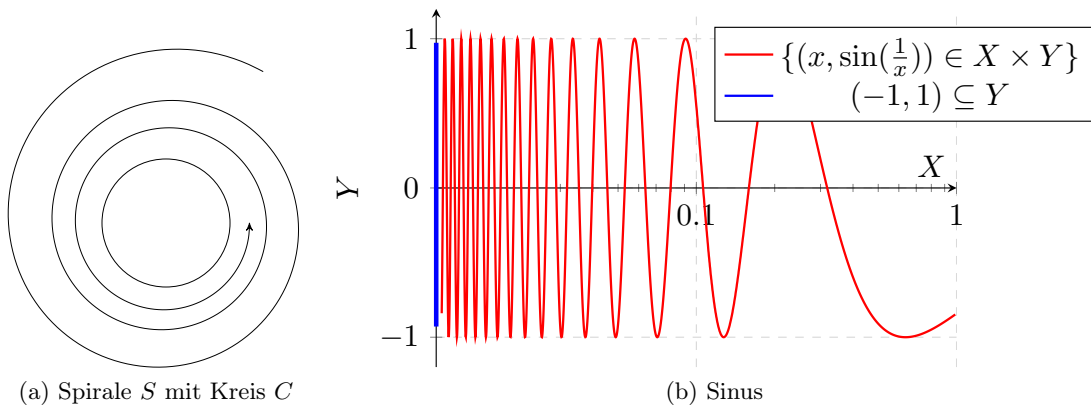 1
0
−1
Y
0.1
1
X
{(x, sin(1/x)) ∈ X × Y}
(−1, 1) ⊆ Y
(a) Spirale S mit Kreis C
(b) Sinus